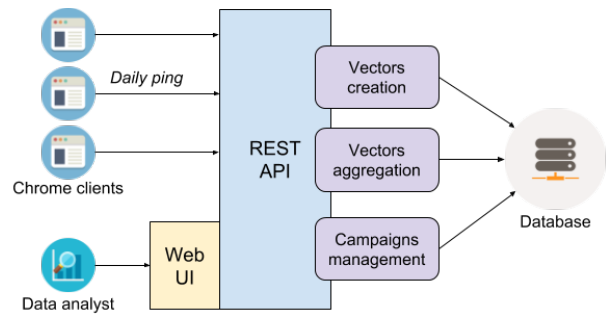 Daily ping
Chrome clients
Data analyst
Web
UI
REST
API
Vectors
creation
Vectors
aggregation
Campaigns
management
Database